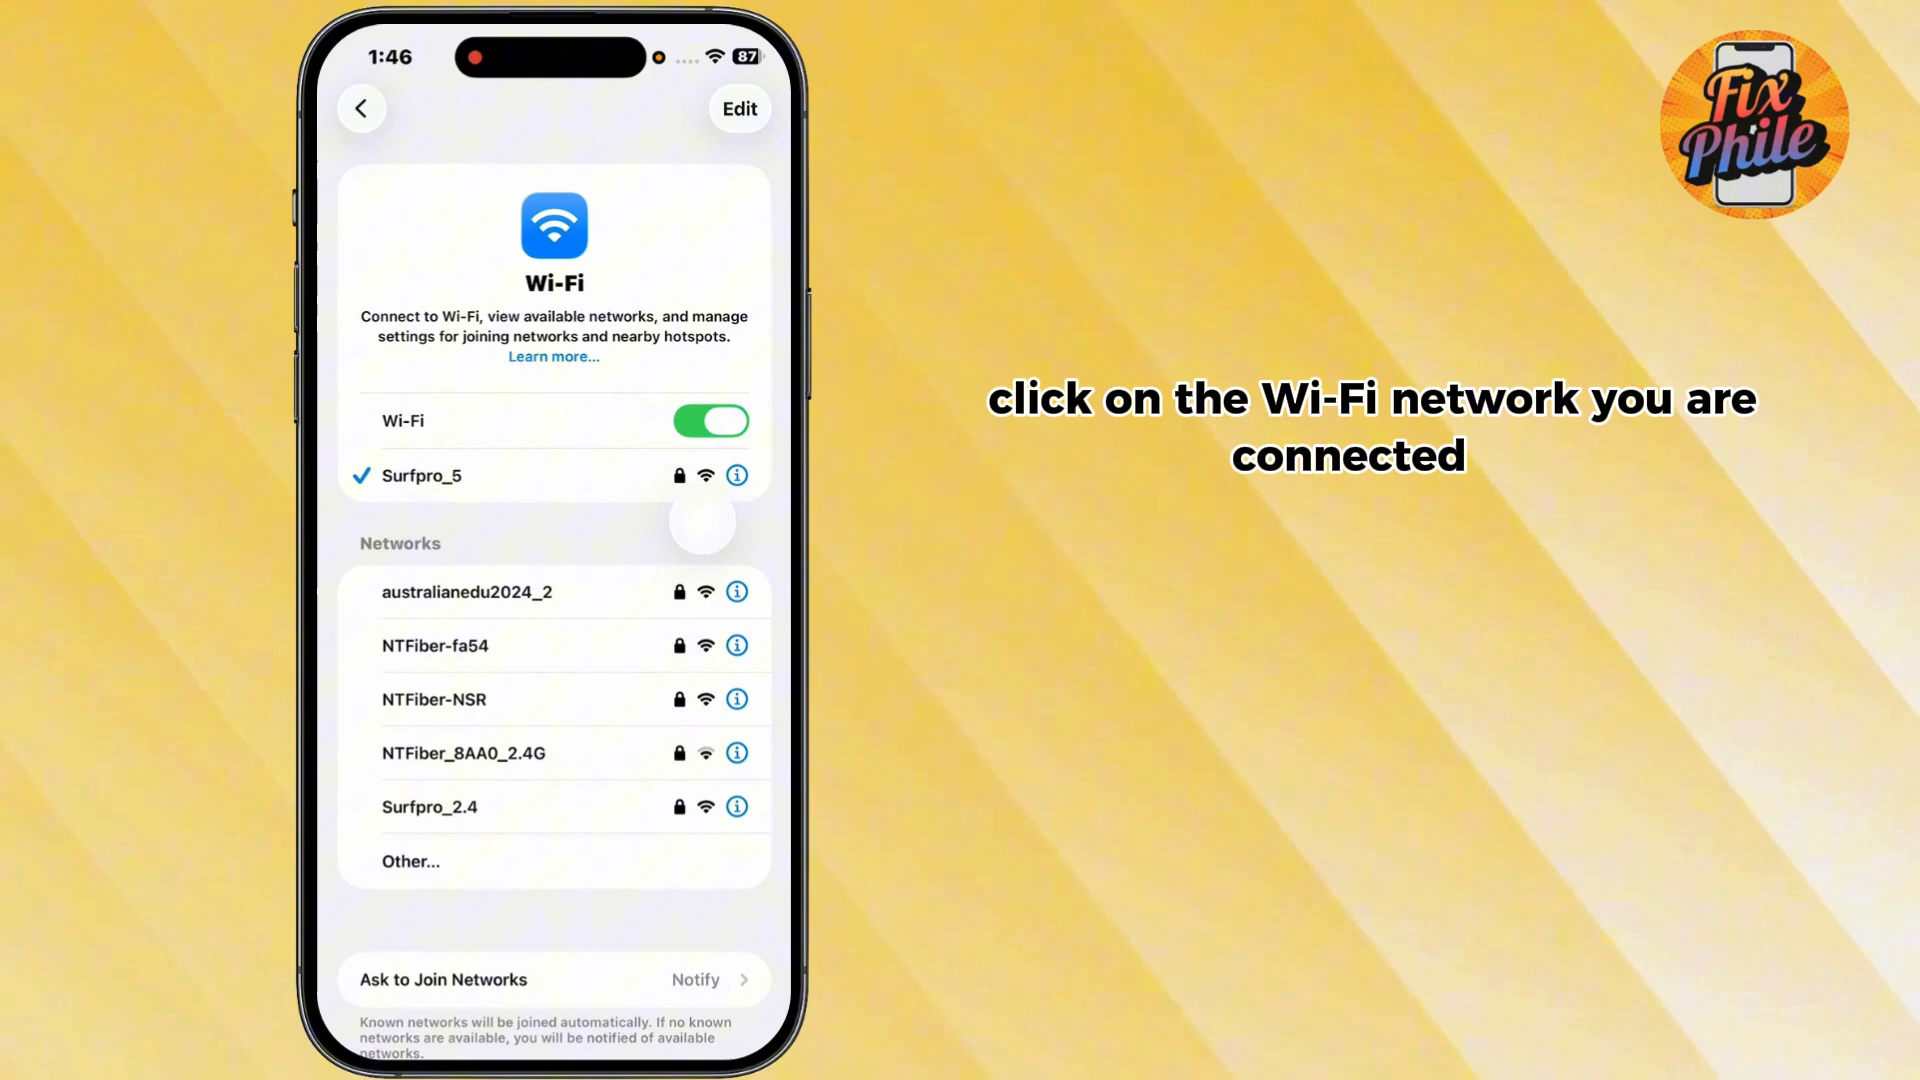 1:46
87
Edit
Wi-Fi
Connect to Wi-Fi, view available networks, and manage
settings for joining networks and nearby hotspots.
Learn more...
Wi-Fi
Surfpro_5
Networks
australianedu2024_2
NTFiber-fa54
NTFiber-NSR
NTFiber_8AA0_2.4G
Surfpro_2.4
Other...
Ask to Join Networks Notify
Known networks will be joined automatically. If no known
networks are available, you will be notified of available
networks.
Fix
Phile
click on the Wi-Fi network you are
connected